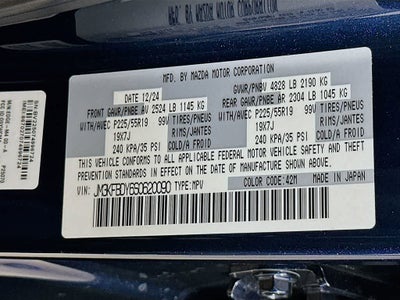 MFD. BY MAZDA MOTOR CORPORATION
DATE 12/24 GVWR/PNBV 4828 LB 2190 KG
FRONT GAWR/PNBE AV 2524 LB 1145 KG REAR GAWR/PNBE AR 2304 LB 1045 KG
WITH/AVEC P225/55R19 99V TIRES/PNEUS WITH/AVEC P225/55R19 99V TIRES/PNEUS
19X7J RIMS/JANTES 19X7J RIMS/JANTES
240 KPA/35 PSI COLD/FROID 240 KPA/35 PSI COLD/FROID
THIS VEHICLE CONFORMS TO ALL APPLICABLE FEDERAL MOTOR VEHICLE SAFETY
AND THEFT PREVENTION STANDARDS IN EFFECT ON THE
DATE OF MANUFACTURE SHOWN ABOVE.
JM3KFBDY6S0620090 TYPE:MPV COLOR CODE:42M MADE IN JAPAN